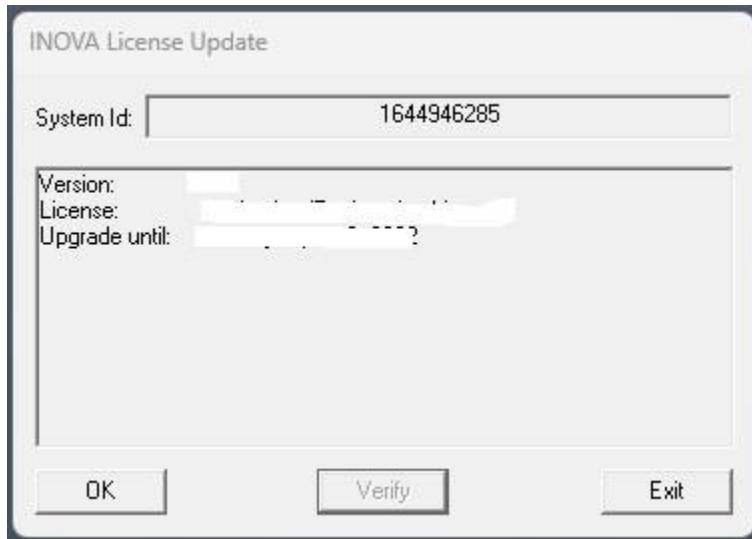 INOVA License Update
System Id: 1644946285
Version:
License:
Upgrade until:
OK Verify Exit